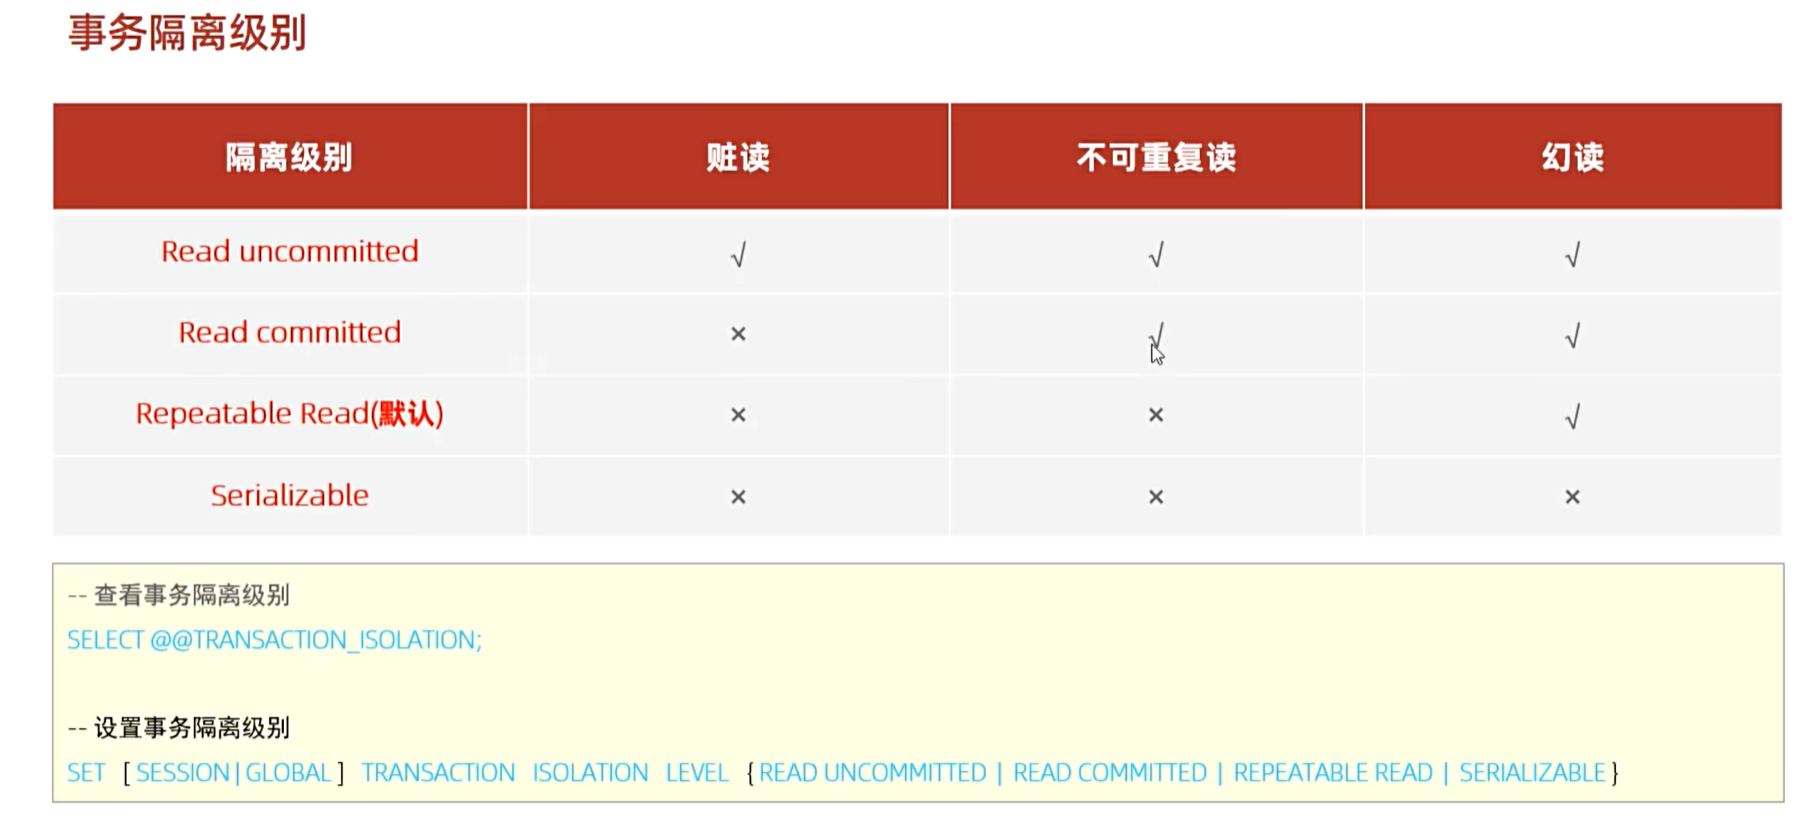 事务隔离级别
隔离级别 脏读 不可重复读 幻读
Read uncommitted √ √ √
Read committed × √ √
Repeatable Read(默认) × × √
Serializable × × ×
-- 查看事务隔离级别
SELECT @@TRANSACTION_ISOLATION;
-- 设置事务隔离级别
SET [ SESSION | GLOBAL ] TRANSACTION ISOLATION LEVEL { READ UNCOMMITTED | READ COMMITTED | REPEATABLE READ | SERIALIZABLE }